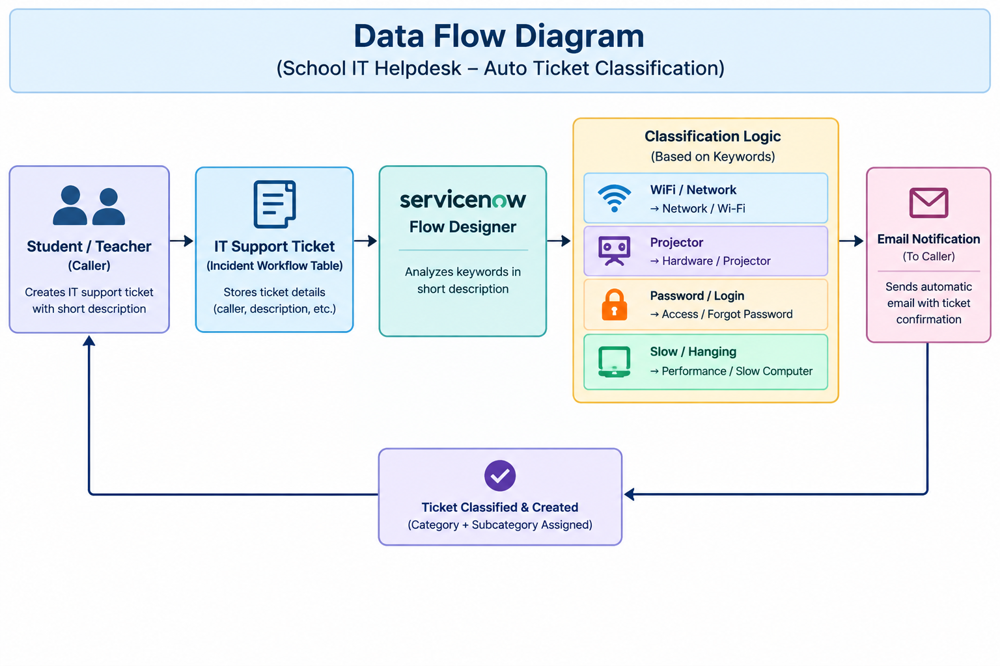 Data Flow Diagram
(School IT Helpdesk – Auto Ticket Classification)
Student / Teacher
(Caller)
Creates IT support ticket
with short description
IT Support Ticket
(Incident Workflow Table)
Stores ticket details
(caller, description, etc.)
servicenow
Flow Designer
Analyzes keywords in
short description
Classification Logic
(Based on Keywords)
WiFi / Network
→ Network / Wi-Fi
Projector
→ Hardware / Projector
Password / Login
→ Access / Forgot Password
Slow / Hanging
→ Performance / Slow Computer
Email Notification
(To Caller)
Sends automatic
email with ticket
confirmation
Ticket Classified & Created
(Category + Subcategory Assigned)